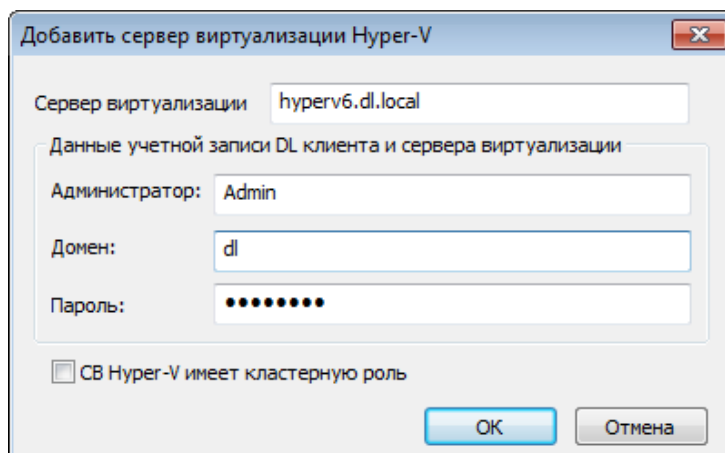 Добавить сервер виртуализации Hyper-V
Сервер виртуализации hyperv6.dl.local
Данные учетной записи DL клиента и сервера виртуализации
Администратор: Admin
Домен: dl
Пароль: ••••••••
СВ Hyper-V имеет кластерную роль
ОК Отмена